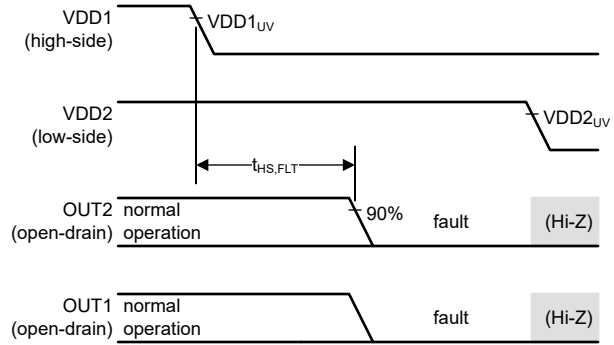 VDD1
(high-side)
VDD1UV
VDD2
(low-side)
VDD2UV
tHS,FLT
OUT2
(open-drain)
normal
operation
90%
fault
(Hi-Z)
OUT1
(open-drain)
normal
operation
fault
(Hi-Z)